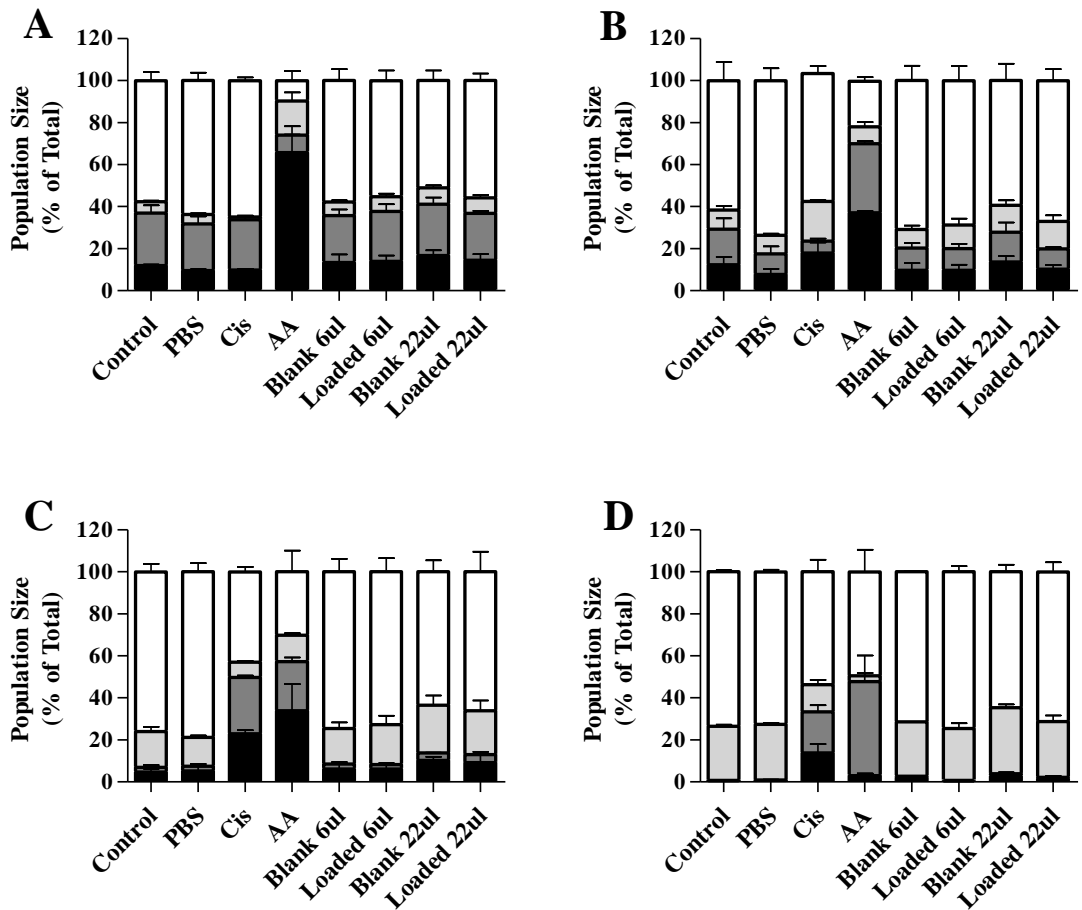 A
Population Size
(% of Total)
120
100
80
60
40
20
0
Control
PBS
Cis
AA
Blank 6ul
Loaded 6ul
Blank 22ul
Loaded 22ul
B
Population Size
(% of Total)
120
100
80
60
40
20
0
Control
PBS
Cis
AA
Blank 6ul
Loaded 6ul
Blank 22ul
Loaded 22ul
C
Population Size
(% of Total)
120
100
80
60
40
20
0
Control
PBS
Cis
AA
Blank 6ul
Loaded 6ul
Blank 22ul
Loaded 22ul
D
Population Size
(% of Total)
120
100
80
60
40
20
0
Control
PBS
Cis
AA
Blank 6ul
Loaded 6ul
Blank 22ul
Loaded 22ul